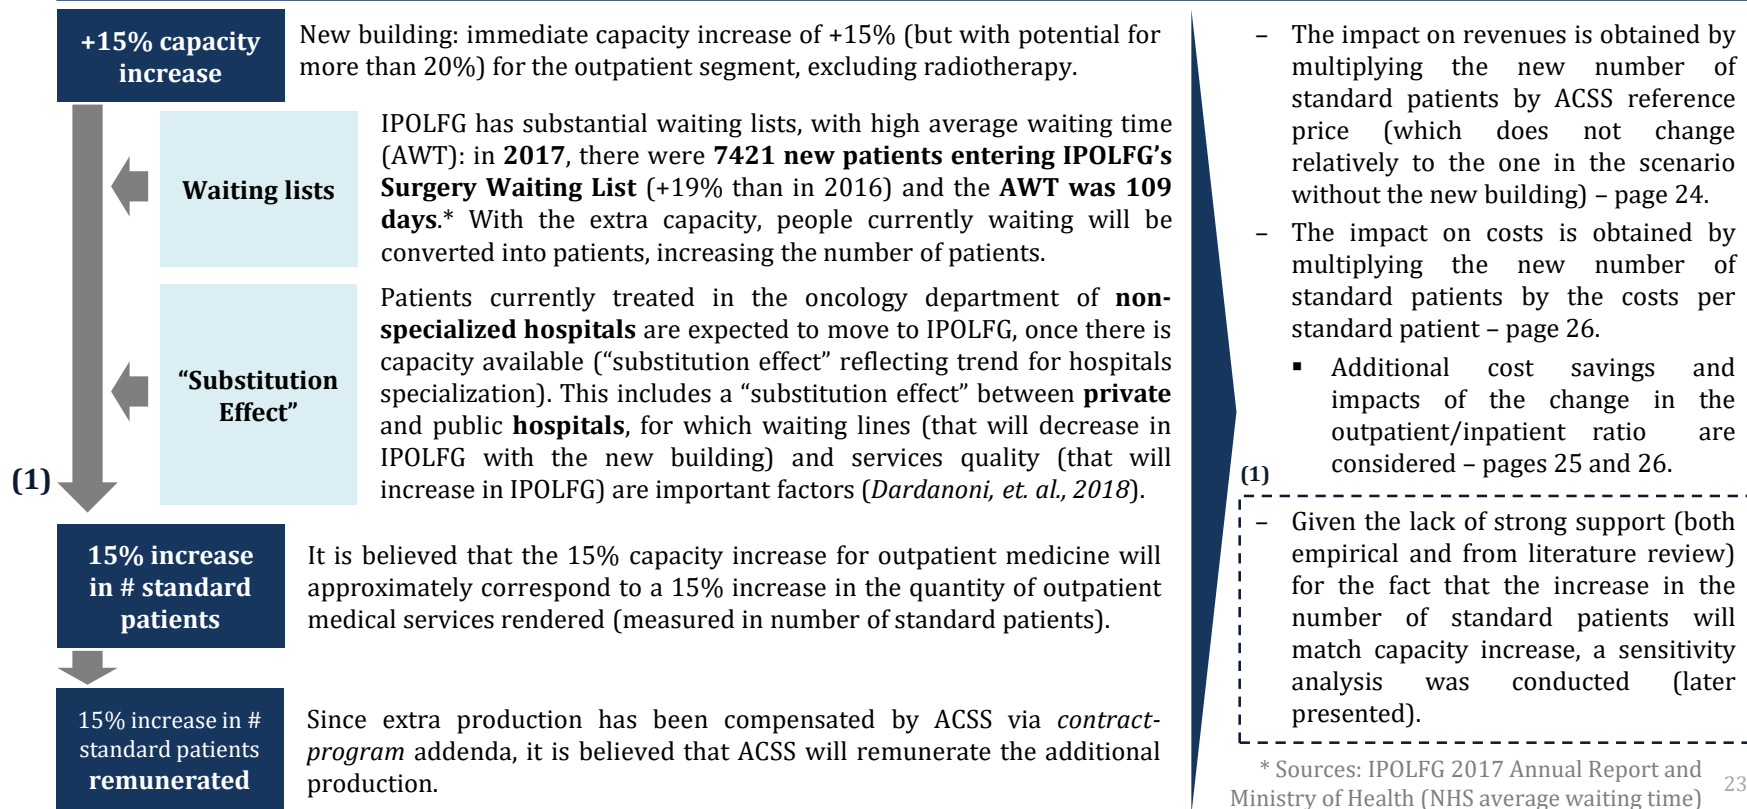 +15% capacity
increase
New building: immediate capacity increase of +15% (but with potential for
more than 20%) for the outpatient segment, excluding radiotherapy.
Waiting lists
IPOLFG has substantial waiting lists, with high average waiting time
(AWT): in 2017, there were 7421 new patients entering IPOLFG’s
Surgery Waiting List (+19% than in 2016) and the AWT was 109
days.* With the extra capacity, people currently waiting will be
converted into patients, increasing the number of patients.
“Substitution
Effect”
Patients currently treated in the oncology department of non-
specialized hospitals are expected to move to IPOLFG, once there is
capacity available (“substitution effect” reflecting trend for hospitals
specialization). This includes a “substitution effect” between private
and public hospitals, for which waiting lines (that will decrease in
IPOLFG with the new building) and services quality (that will
increase in IPOLFG) are important factors (Dardanoni, et. al., 2018).
(1)
15% increase
in # standard
patients
It is believed that the 15% capacity increase for outpatient medicine will
approximately correspond to a 15% increase in the quantity of outpatient
medical services rendered (measured in number of standard patients).
15% increase in #
standard patients
remunerated
Since extra production has been compensated by ACSS via contract-
program addenda, it is believed that ACSS will remunerate the additional
production.
– The impact on revenues is obtained by
multiplying the new number of
standard patients by ACSS reference
price (which does not change
relatively to the one in the scenario
without the new building) – page 24.
– The impact on costs is obtained by
multiplying the new number of
standard patients by the costs per
standard patient – page 26.
▪ Additional cost savings and
impacts of the change in the
outpatient/inpatient ratio are
considered – pages 25 and 26.
(1)
– Given the lack of strong support (both
empirical and from literature review)
for the fact that the increase in the
number of standard patients will
match capacity increase, a sensitivity
analysis was conducted (later
presented).
* Sources: IPOLFG 2017 Annual Report and
Ministry of Health (NHS average waiting time)
23